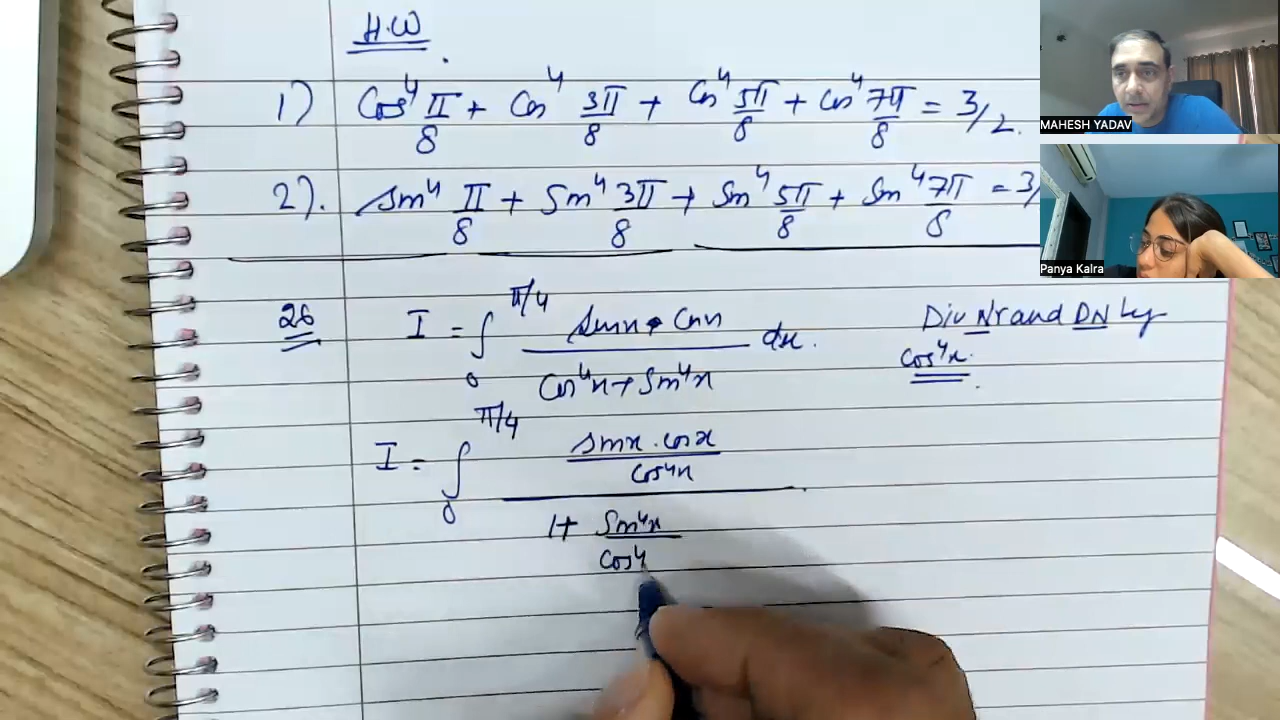 H.W.
1) Cos⁴ π/8 + Cos⁴ 3π/8 + Cos⁴ 5π/8 + Cos⁴ 7π/8 = 3/2.
2). Sin⁴ π/8 + Sin⁴ 3π/8 + Sin⁴ 5π/8 + Sin⁴ 7π/8 = 3/
26 I = ∫₀^π/4 Sinx · Cosx / Cos⁴x + Sin⁴x dx. Div Nr and DN by
Cos⁴x.
I = ∫₀^π/4 sinx · cosx / cos⁴x
1 + Sin⁴x / Cos⁴
MAHESH YADAV
Panya Kalra